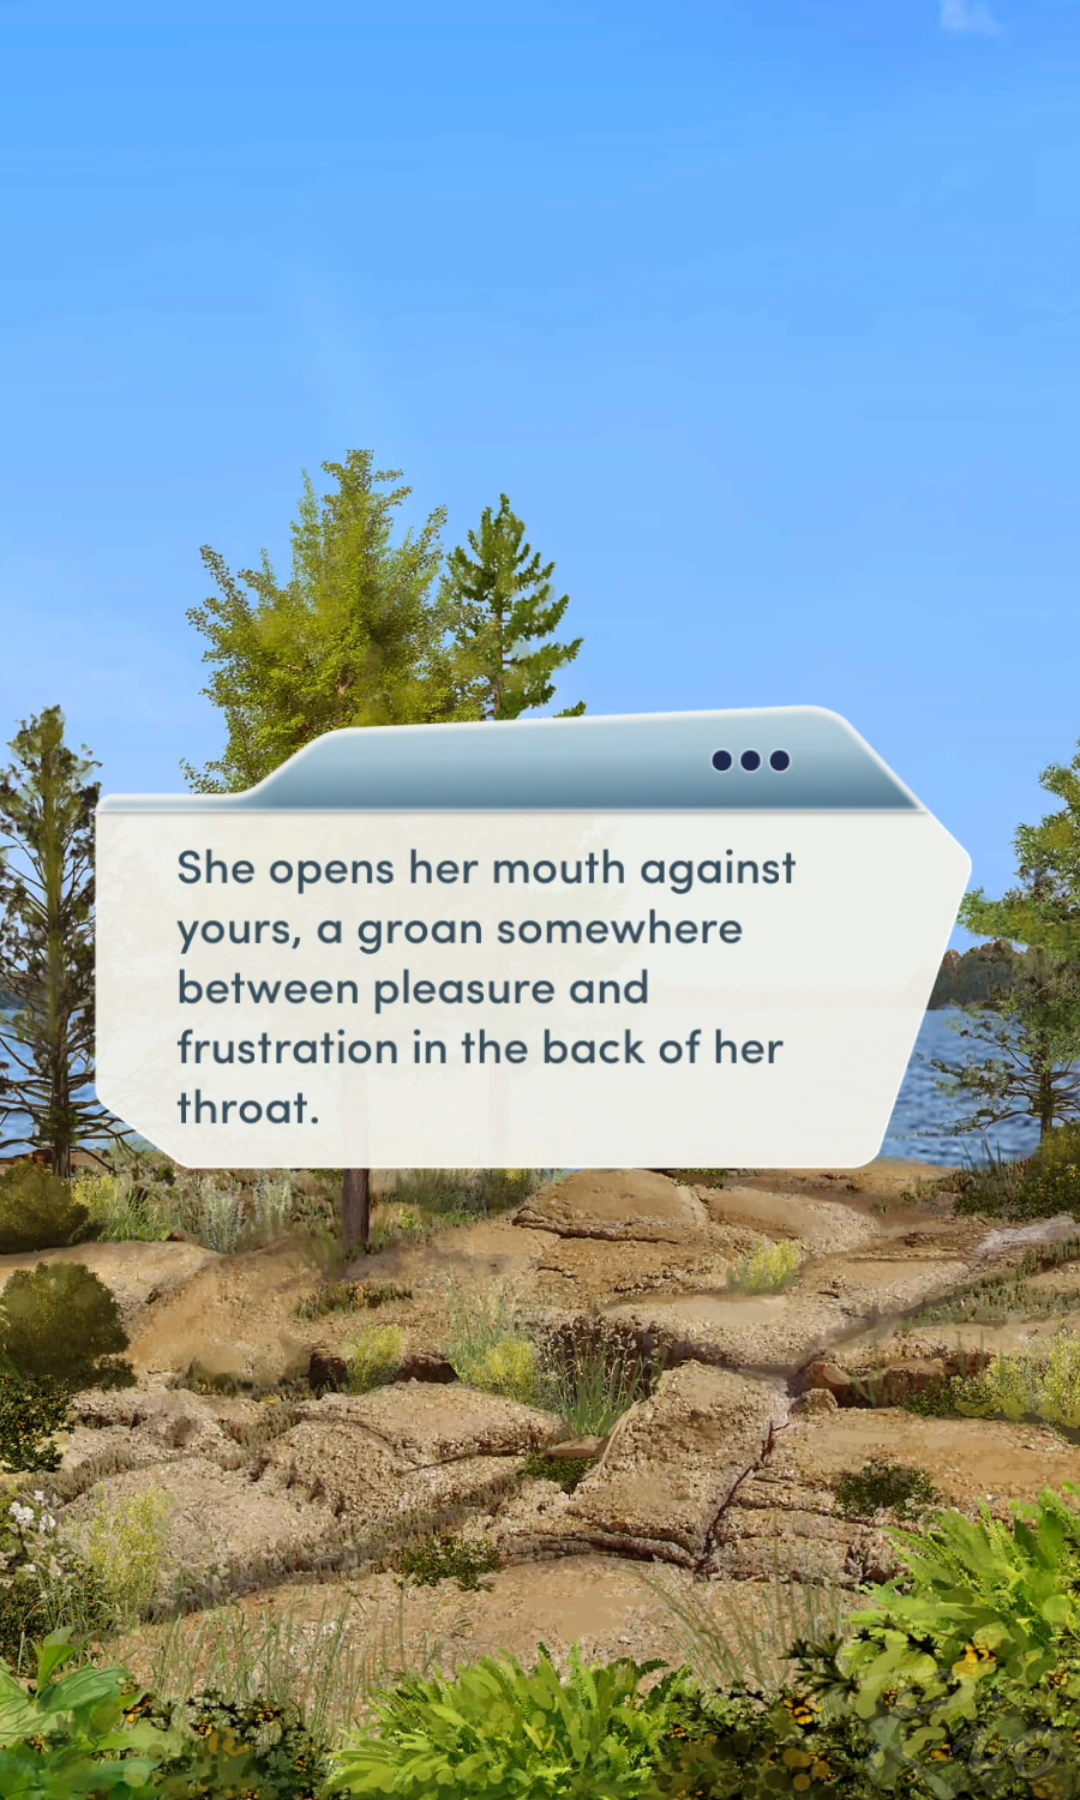 She opens her mouth against
yours, a groan somewhere
between pleasure and
frustration in the back of her
throat.